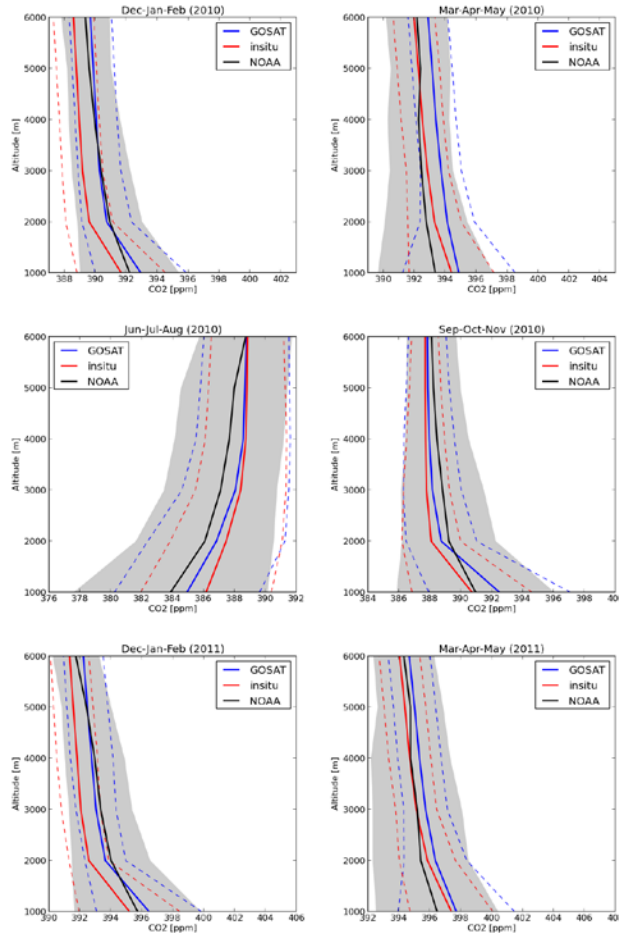 Dec-Jan-Feb (2010)
6000
5000
4000
3000
2000
1000
Altitude [m]
GOSAT
insitu
NOAA
388 390 392 394 396 398 400 402
CO2 [ppm]
Mar-Apr-May (2010)
6000
5000
4000
3000
2000
1000
Altitude [m]
GOSAT
insitu
NOAA
390 392 394 396 398 400 402 404
CO2 [ppm]
Jun-Jul-Aug (2010)
6000
5000
4000
3000
2000
1000
Altitude [m]
GOSAT
insitu
NOAA
376 378 380 382 384 386 388 390 392
CO2 [ppm]
Sep-Oct-Nov (2010)
6000
5000
4000
3000
2000
1000
Altitude [m]
GOSAT
insitu
NOAA
384 386 388 390 392 394 396 398
CO2 [ppm]
Dec-Jan-Feb (2011)
6000
5000
4000
3000
2000
1000
Altitude [m]
GOSAT
insitu
NOAA
390 392 394 396 398 400 402 404 406
CO2 [ppm]
Mar-Apr-May (2011)
6000
5000
4000
3000
2000
1000
Altitude [m]
GOSAT
insitu
NOAA
392 394 396 398 400 402 404 406 408
CO2 [ppm]